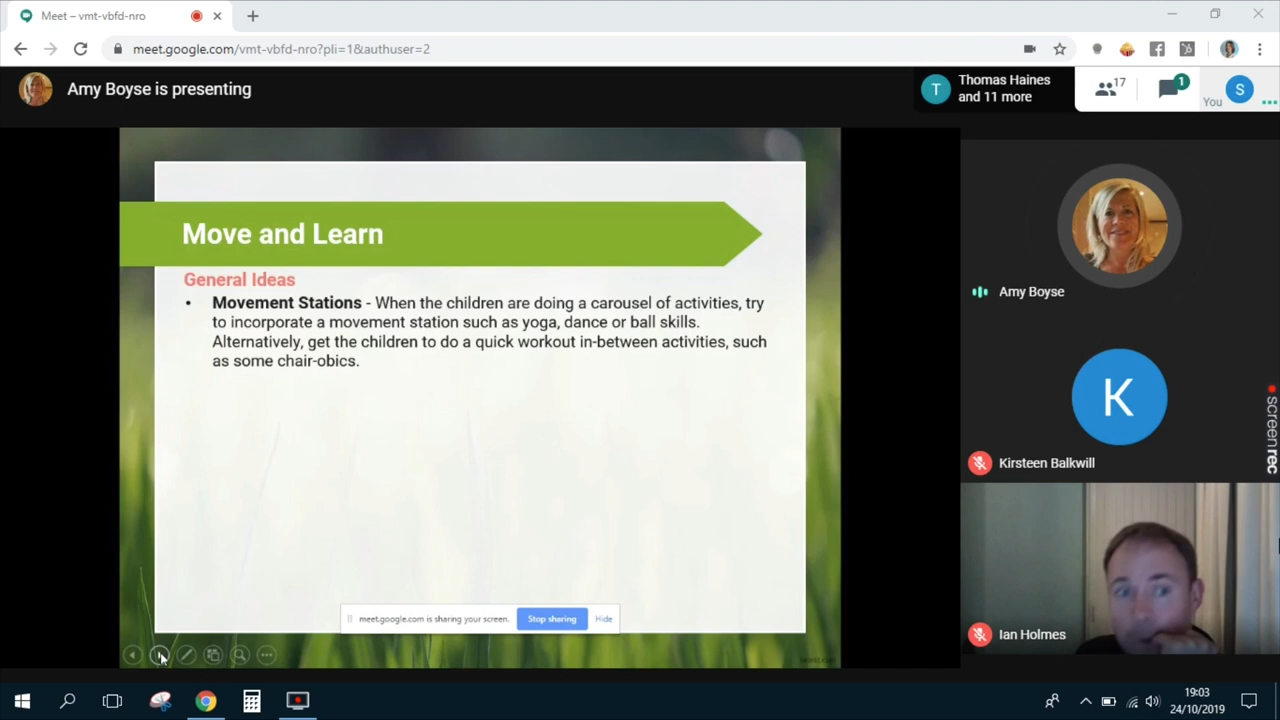 Meet – vmt-vbfd-nro
meet.google.com/vmt-vbfd-nro?pli=1&authuser=2
Amy Boyse is presenting
Thomas Haines
and 11 more
T
17
1
You
S
Move and Learn
General Ideas
• Movement Stations - When the children are doing a carousel of activities, try
to incorporate a movement station such as yoga, dance or ball skills.
Alternatively, get the children to do a quick workout in-between activities, such
as some chair-obics.
Amy Boyse
K
Kirsteen Balkwill
Ian Holmes
screenrec
meet.google.com is sharing your screen.
Stop sharing
Hide
19:03
24/10/2019